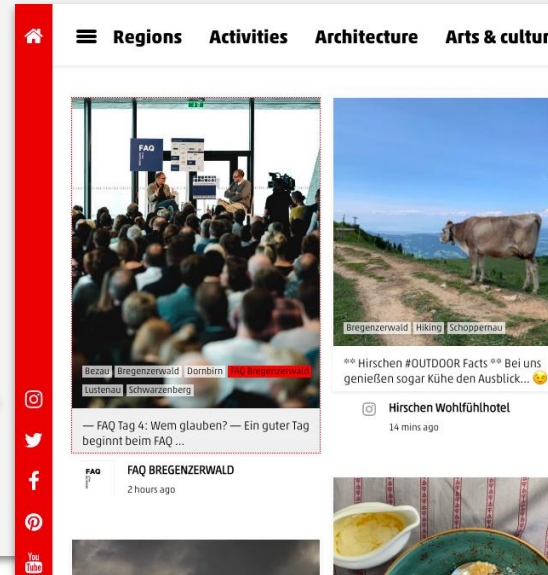 Regions Activities Architecture Arts & cultur
FAQ
Bezau Bregenzerwald Dornbirn FAQ Bregenzerwald
Lustenau Schwarzenberg
— FAQ Tag 4: Wem glauben? — Ein guter Tag
beginnt beim FAQ ...
FAQ
FAQ BREGENZERWALD
2 hours ago
Bregenzerwald Hiking Schoppernau
** Hirschen #OUTDOOR Facts ** Bei uns
genießen sogar Kühe den Ausblick... 😉
Hirschen Wohlfühlhotel
14 mins ago
You
Tube